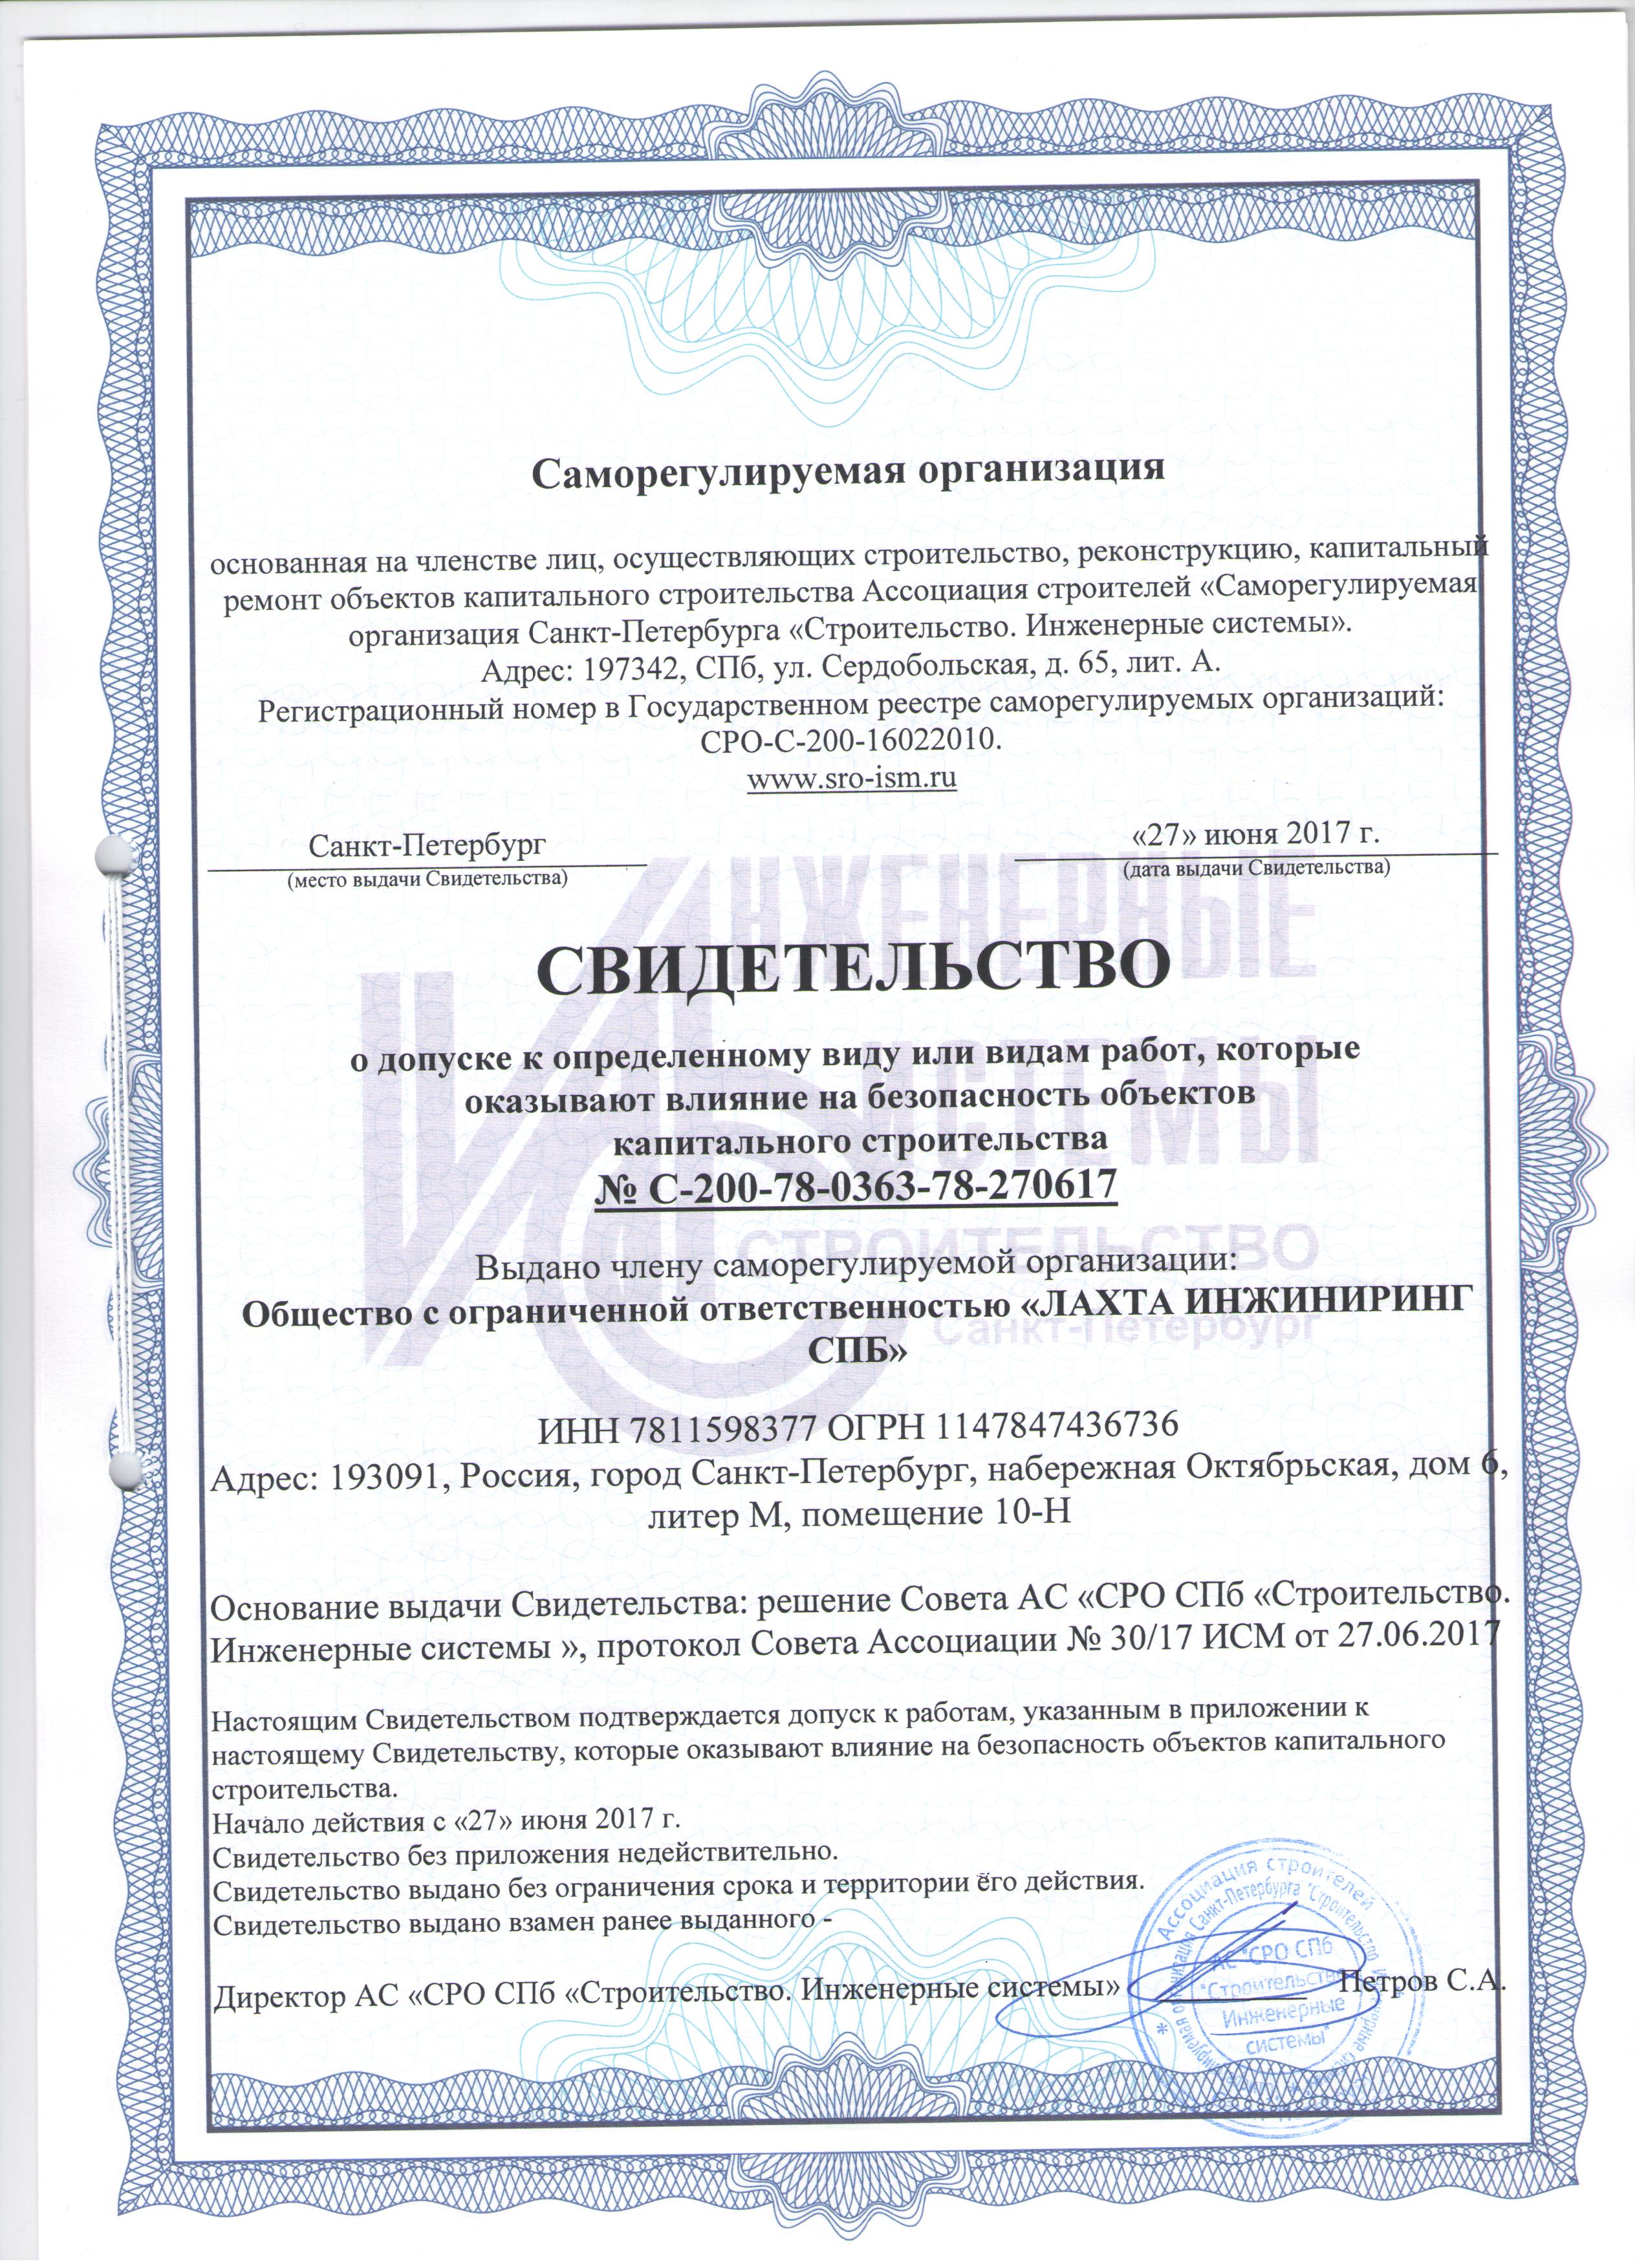 Саморегулируемая организация
основанная на членстве лиц, осуществляющих строительство, реконструкцию, капитальный
ремонт объектов капитального строительства Ассоциация строителей «Саморегулируемая
организация Санкт-Петербурга «Строительство. Инженерные системы».
Адрес: 197342, СПб, ул. Сердобольская, д. 65, лит. А.
Регистрационный номер в Государственном реестре саморегулируемых организаций:
СРО-С-200-16022010.
www.sro-ism.ru
Санкт-Петербург
(место выдачи Свидетельства)
«27» июня 2017 г.
(дата выдачи Свидетельства)
ИНЖЕНЕРНЫЕ
СИСТЕМЫ
СТРОИТЕЛЬСТВО
Санкт-Петербург
СВИДЕТЕЛЬСТВО
о допуске к определенному виду или видам работ, которые
оказывают влияние на безопасность объектов
капитального строительства
№ С-200-78-0363-78-270617
Выдано члену саморегулируемой организации:
Общество с ограниченной ответственностью «ЛАХТА ИНЖИНИРИНГ
СПБ»
ИНН 7811598377 ОГРН 1147847436736
Адрес: 193091, Россия, город Санкт-Петербург, набережная Октябрьская, дом 6,
литер М, помещение 10-Н
Основание выдачи Свидетельства: решение Совета АС «СРО СПб «Строительство.
Инженерные системы », протокол Совета Ассоциации № 30/17 ИСМ от 27.06.2017
Настоящим Свидетельством подтверждается допуск к работам, указанным в приложении к
настоящему Свидетельству, которые оказывают влияние на безопасность объектов капитального
строительства.
Начало действия с «27» июня 2017 г.
Свидетельство без приложения недействительно.
Свидетельство выдано без ограничения срока и территории его действия.
Свидетельство выдано взамен ранее выданного -
Директор АС «СРО СПб «Строительство. Инженерные системы» Петров С.А.
Ассоциация строителей
Санкт-Петербурга "Строительство
АС "СРО СПб
"Строительство
Инженерные
системы"